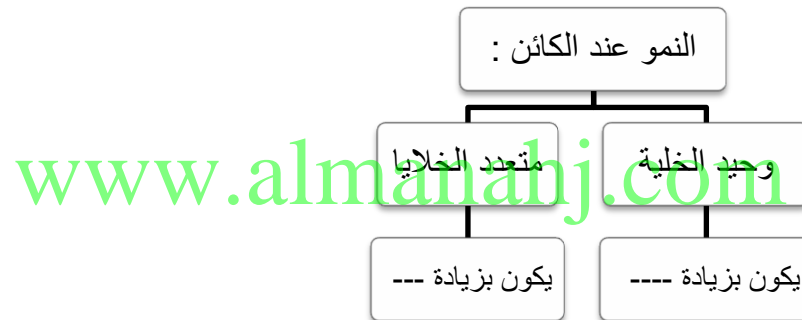 النمو عند الكائن :
وحيد الخلية
متعدد الخلايا
www.almanahj.com
يكون بزيادة ----
يكون بزيادة ---